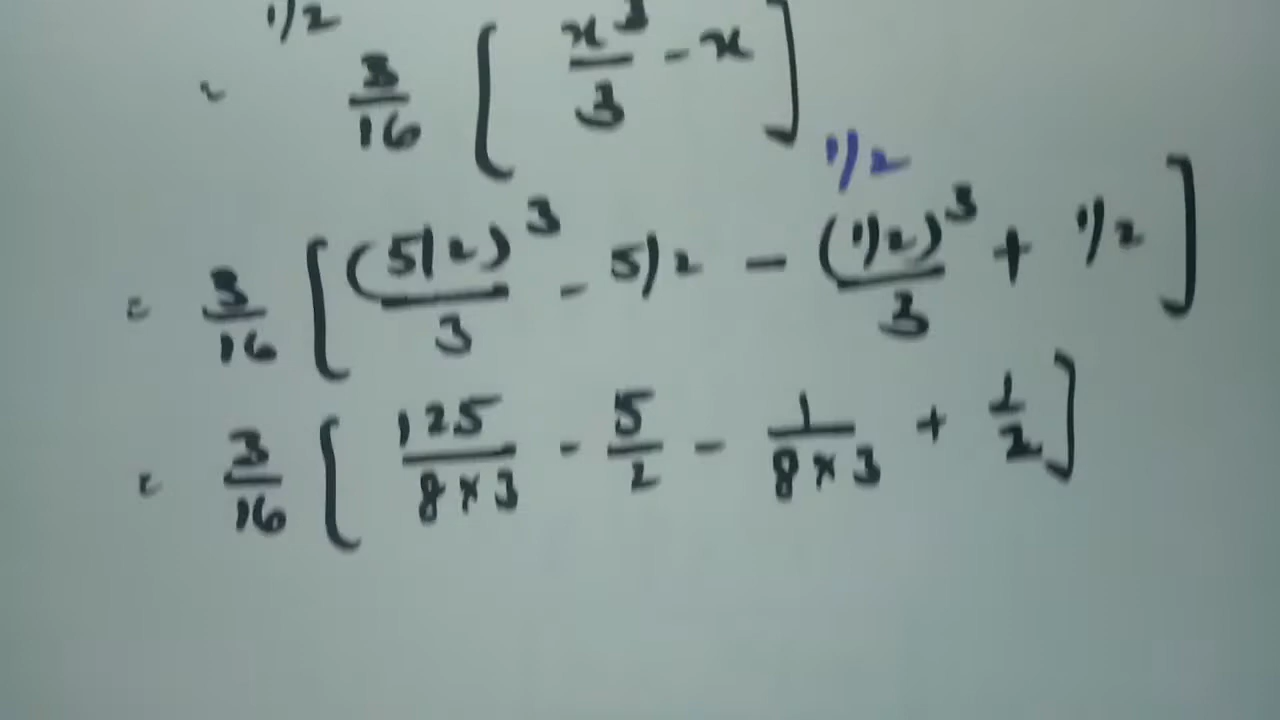 1/2
= 3/16 [ x³/3 - x ] 1/2
= 3/16 [ (5/2)³/3 - 5/2 - (1/2)³/3 + 1/2 ]
= 3/16 [ 125/8×3 - 5/2 - 1/8×3 + 1/2 ]